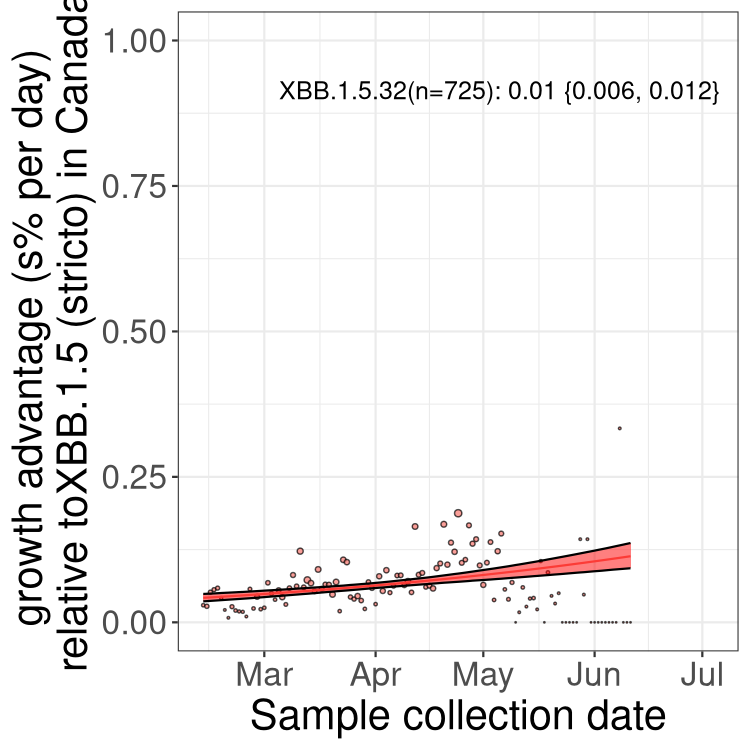 growth advantage (s% per day)
relative toXBB.1.5 (stricto) in Canada
1.00
0.75
0.50
0.25
0.00
XBB.1.5.32(n=725): 0.01 {0.006, 0.012}
Mar
Apr
May
Jun
Jul
Sample collection date